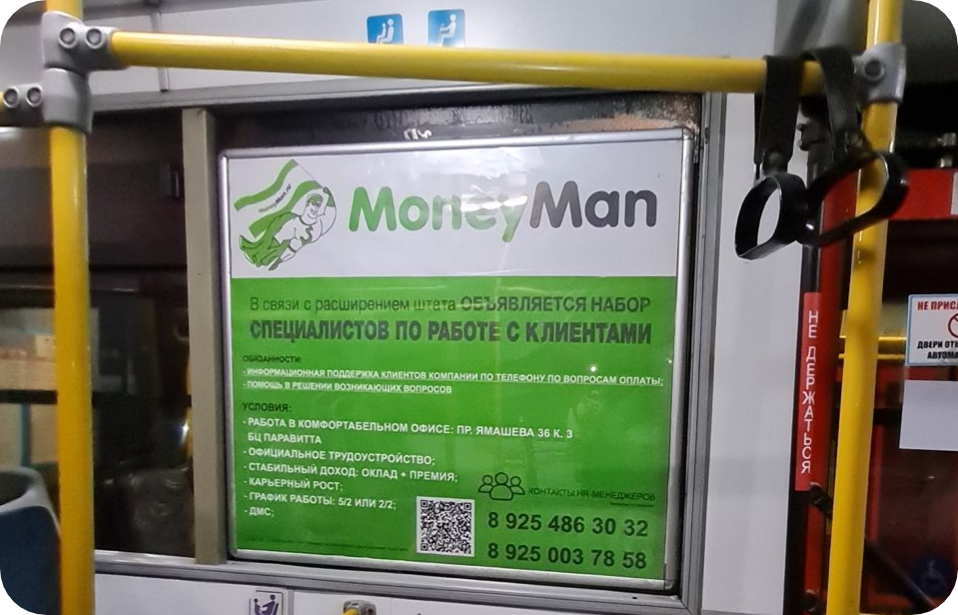 MoneyMan.ru
MoneyMan
В связи с расширением штата ОБЪЯВЛЯЕТСЯ НАБОР
СПЕЦИАЛИСТОВ ПО РАБОТЕ С КЛИЕНТАМИ
ОБЯЗАННОСТИ:
- ИНФОРМАЦИОННАЯ ПОДДЕРЖКА КЛИЕНТОВ КОМПАНИИ ПО ТЕЛЕФОНУ ПО ВОПРОСАМ ОПЛАТЫ;
- ПОМОЩЬ В РЕШЕНИИ ВОЗНИКАЮЩИХ ВОПРОСОВ
УСЛОВИЯ:
- РАБОТА В КОМФОРТАБЕЛЬНОМ ОФИСЕ: ПР. ЯМАШЕВА 36 К. 3
БЦ ПАРАВИТТА
- ОФИЦИАЛЬНОЕ ТРУДОУСТРОЙСТВО;
- СТАБИЛЬНЫЙ ДОХОД: ОКЛАД + ПРЕМИЯ;
- КАРЬЕРНЫЙ РОСТ;
- ГРАФИК РАБОТЫ: 5/2 ИЛИ 2/2;
- ДМС;
КОНТАКТЫ HR-МЕНЕДЖЕРОВ
8 925 486 30 32
8 925 003 78 58
НЕ ДЕРЖАТЬСЯ
НЕ
ДВЕРИ